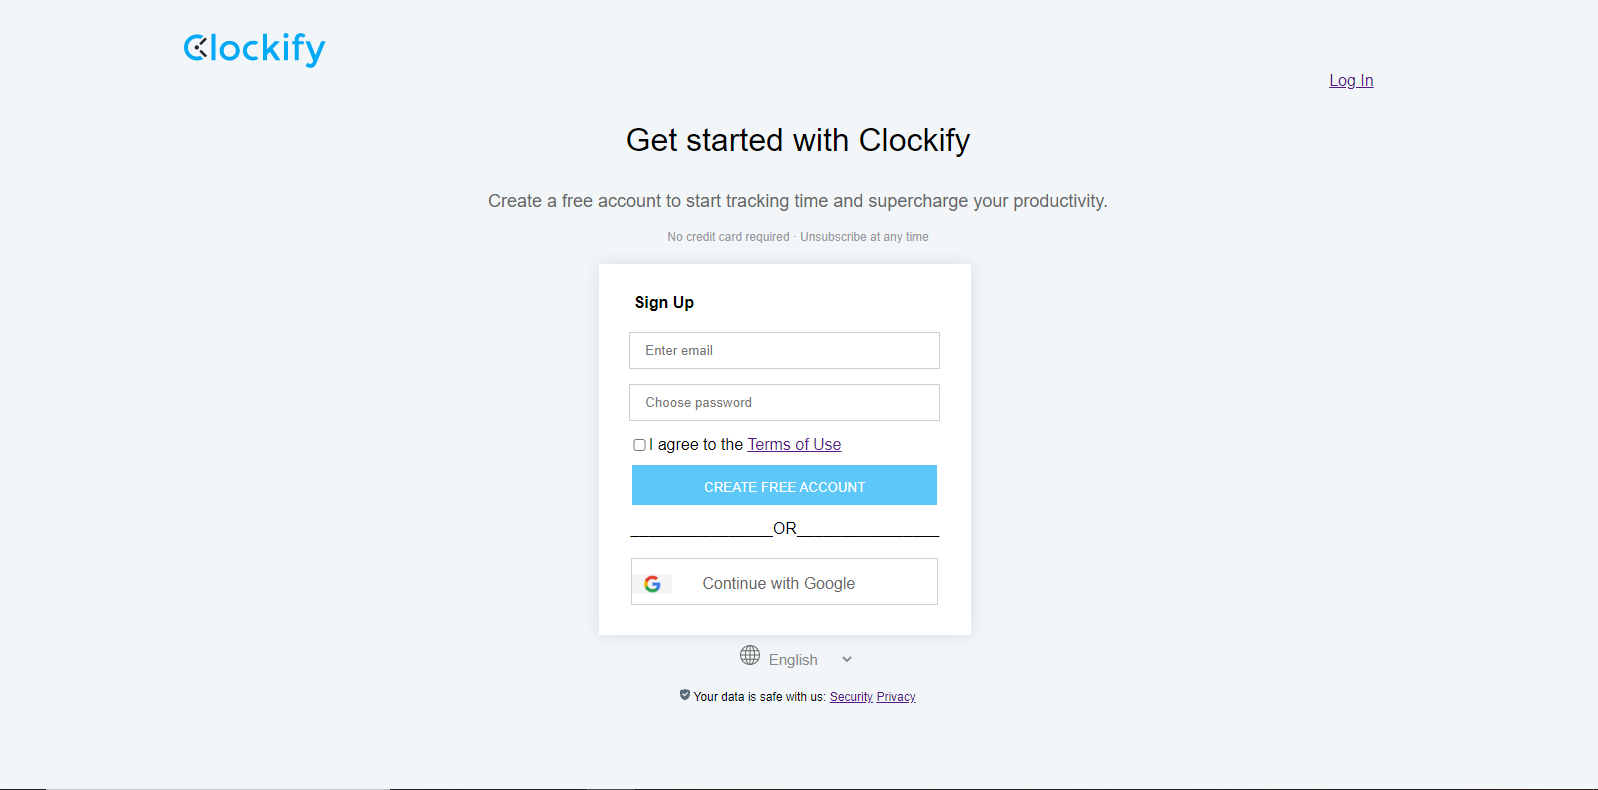 Clockify
Log In
Get started with Clockify
Create a free account to start tracking time and supercharge your productivity.
No credit card required · Unsubscribe at any time
Sign Up
Enter email
Choose password
I agree to the Terms of Use
CREATE FREE ACCOUNT
________________OR________________
Continue with Google
English
Your data is safe with us: Security Privacy